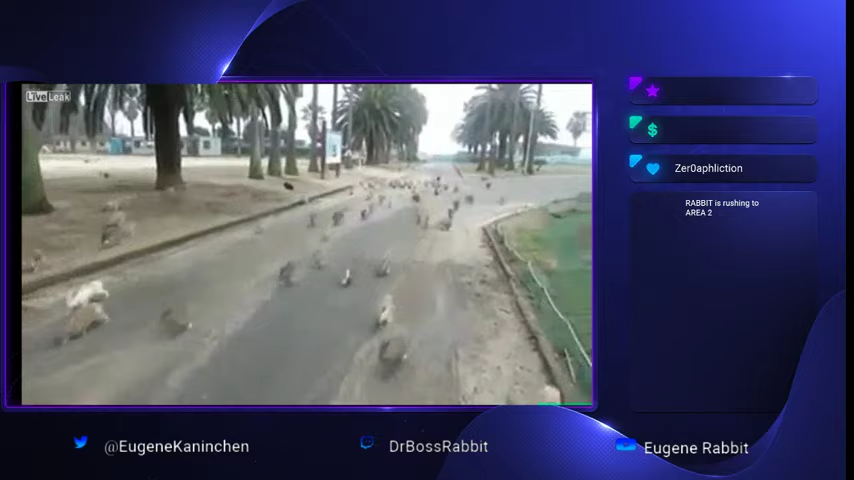 LiveLeak
Zer0aphliction
RABBIT is rushing to
AREA 2
@EugeneKaninchen
DrBossRabbit
Eugene Rabbit